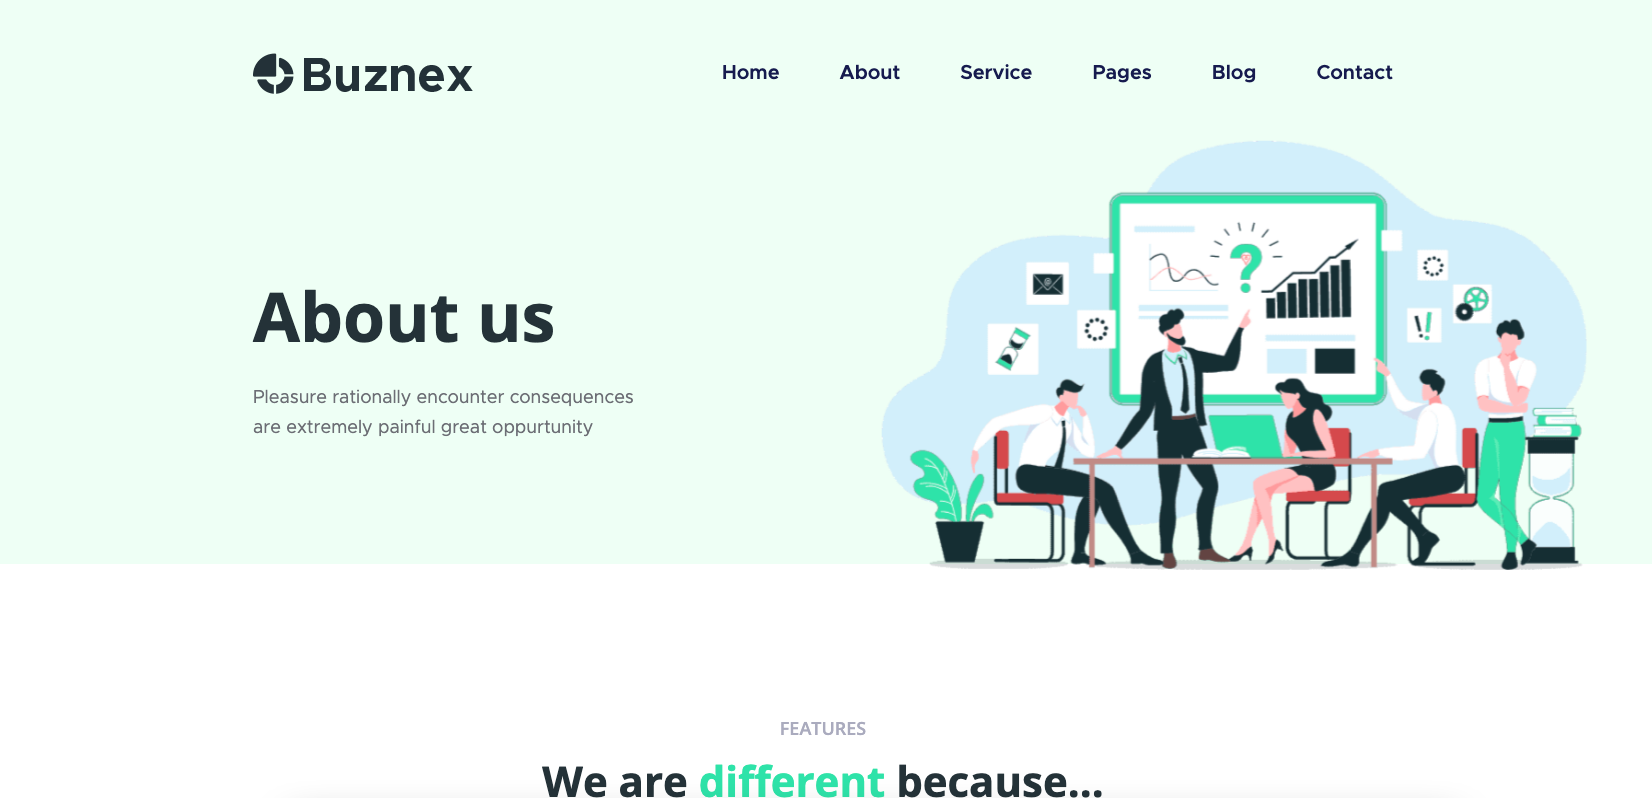 Buznex
Home About Service Pages Blog Contact
About us
Pleasure rationally encounter consequences
are extremely painful great oppurtunity
FEATURES
We are different because...